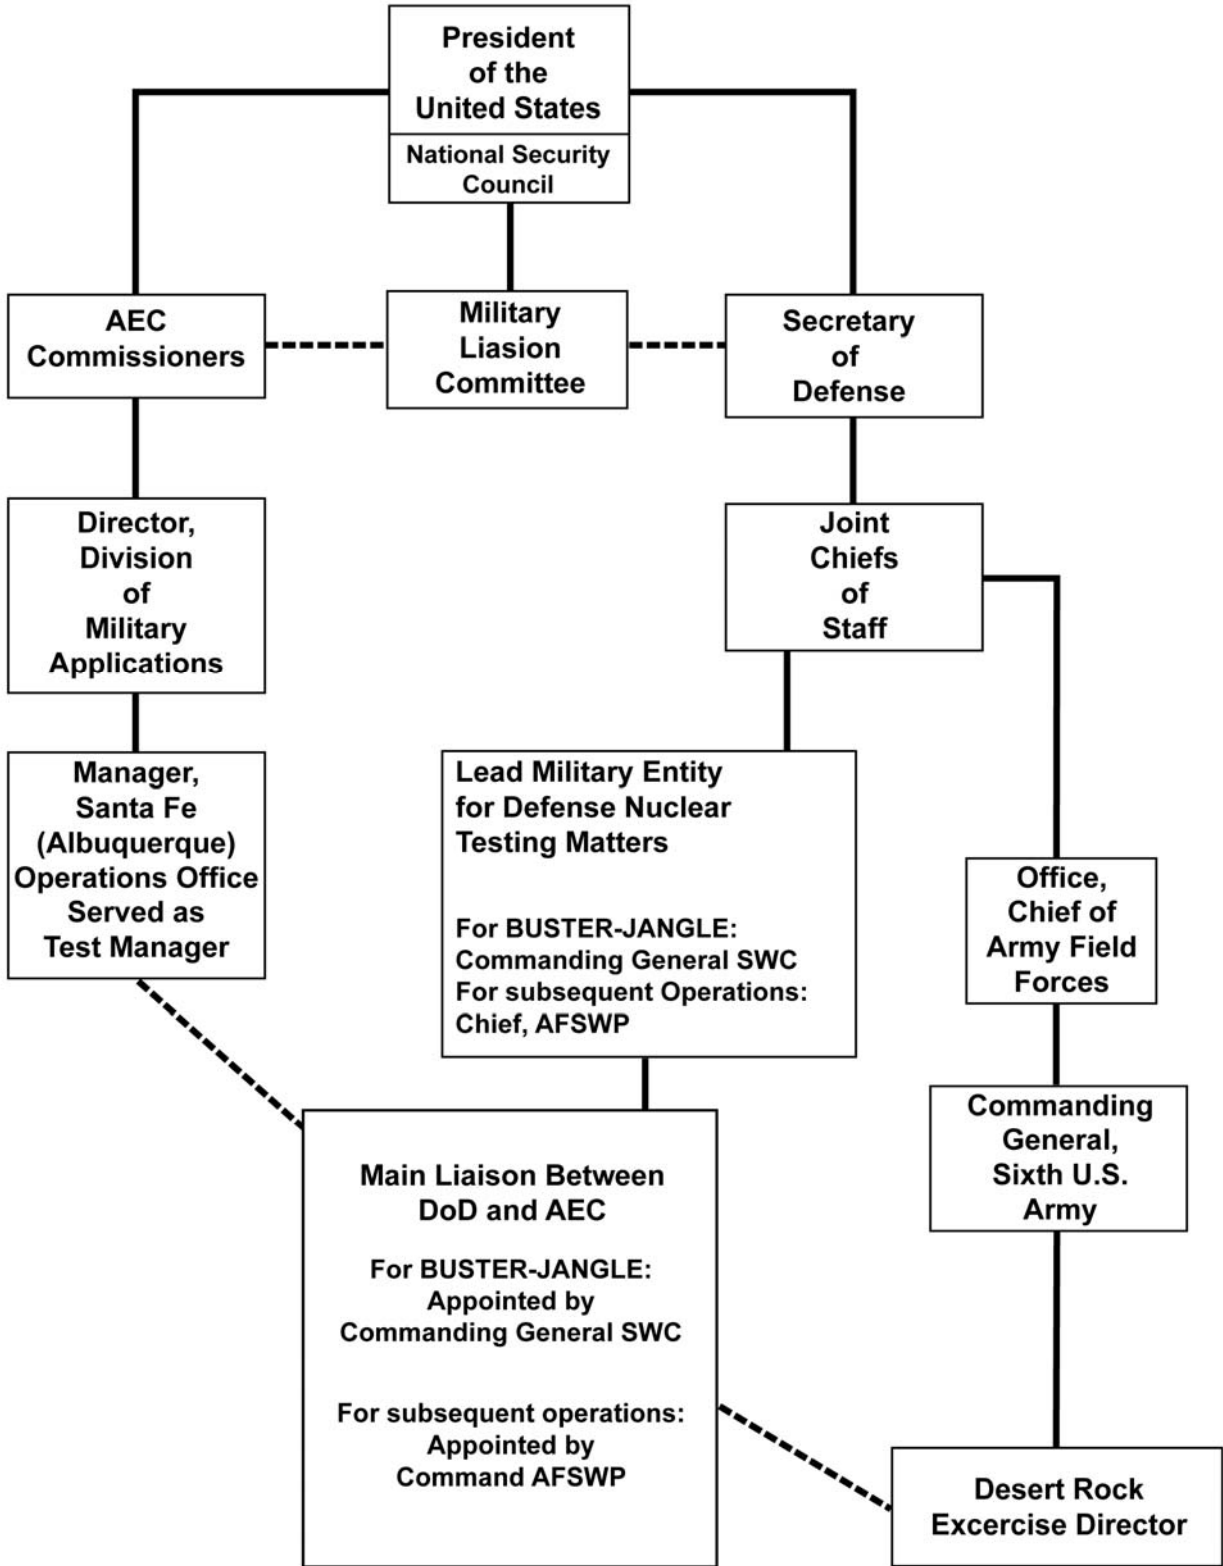 President
of the
United States
National Security
Council
AEC
Commissioners
Military
Liasion
Committee
Secretary
of
Defense
Director,
Division
of
Military
Applications
Joint
Chiefs
of
Staff
Manager,
Santa Fe
(Albuquerque)
Operations Office
Served as
Test Manager
Lead Military Entity
for Defense Nuclear
Testing Matters
For BUSTER-JANGLE:
Commanding General SWC
For subsequent Operations:
Chief, AFSWP
Office,
Chief of
Army Field
Forces
Commanding
General,
Sixth U.S.
Army
Main Liaison Between
DoD and AEC
For BUSTER-JANGLE:
Appointed by
Commanding General SWC
For subsequent operations:
Appointed by
Command AFSWP
Desert Rock
Excercise Director